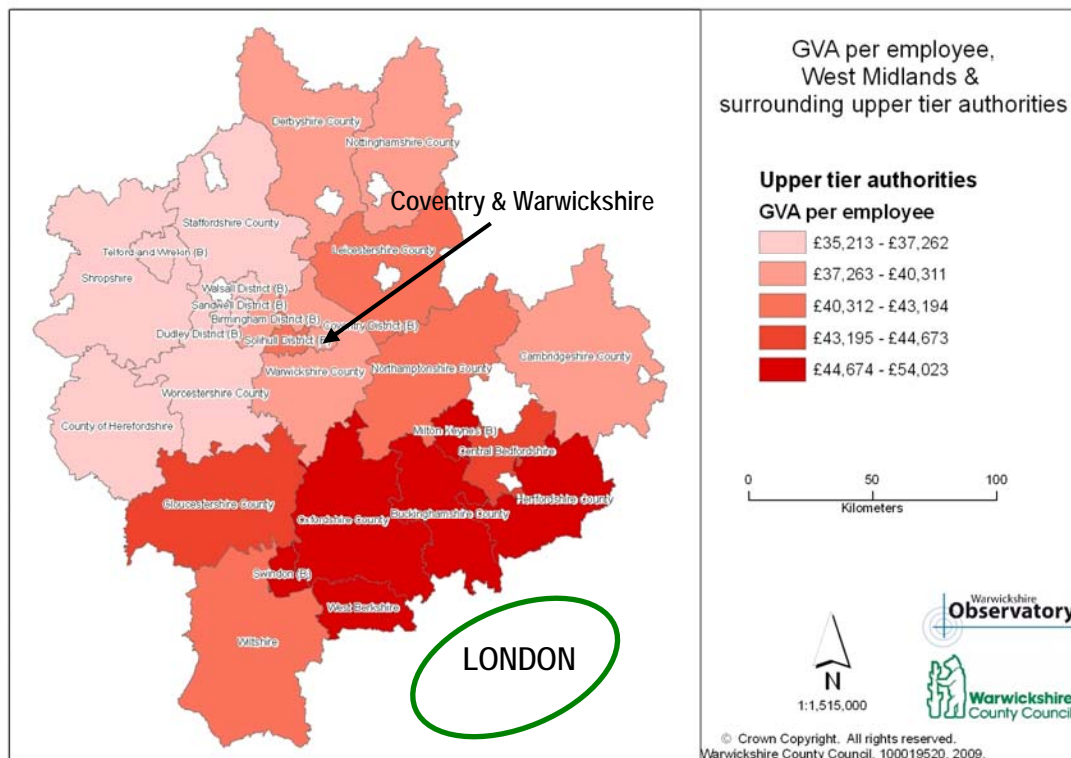 GVA per employee,
West Midlands &
surrounding upper tier authorities
Upper tier authorities
GVA per employee
£35,213 - £37,262
£37,263 - £40,311
£40,312 - £43,194
£43,195 - £44,673
£44,674 - £54,023
Derbyshire County
Nottinghamshire County
Coventry & Warwickshire
Staffordshire County
Leicestershire County
Telford and Wrekin (B)
Shropshire
Walsall District (B)
Sandwell District (B)
Birmingham District (B)
Coventry District (B)
Dudley District (B)
Solihull District (B)
Cambridgeshire County
Warwickshire County
Northamptonshire County
Worcestershire County
County of Herefordshire
Milton Keynes (B)
Central Bedfordshire
Gloucestershire County
Oxfordshire County
Buckinghamshire County
Hertfordshire County
Swindon (B)
West Berkshire
Wiltshire
LONDON
0 50 100
Kilometers
N
1:1,515,000
Warwickshire
Observatory
Warwickshire
County Council
© Crown Copyright. All rights reserved.
Warwickshire County Council, 100019520, 2009.